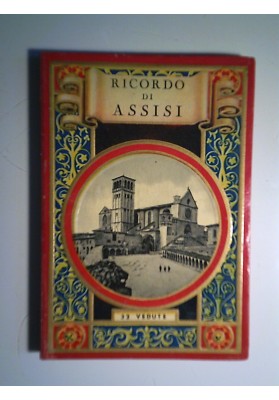 RICORDO
DI
ASSISI
32 VEDUTE